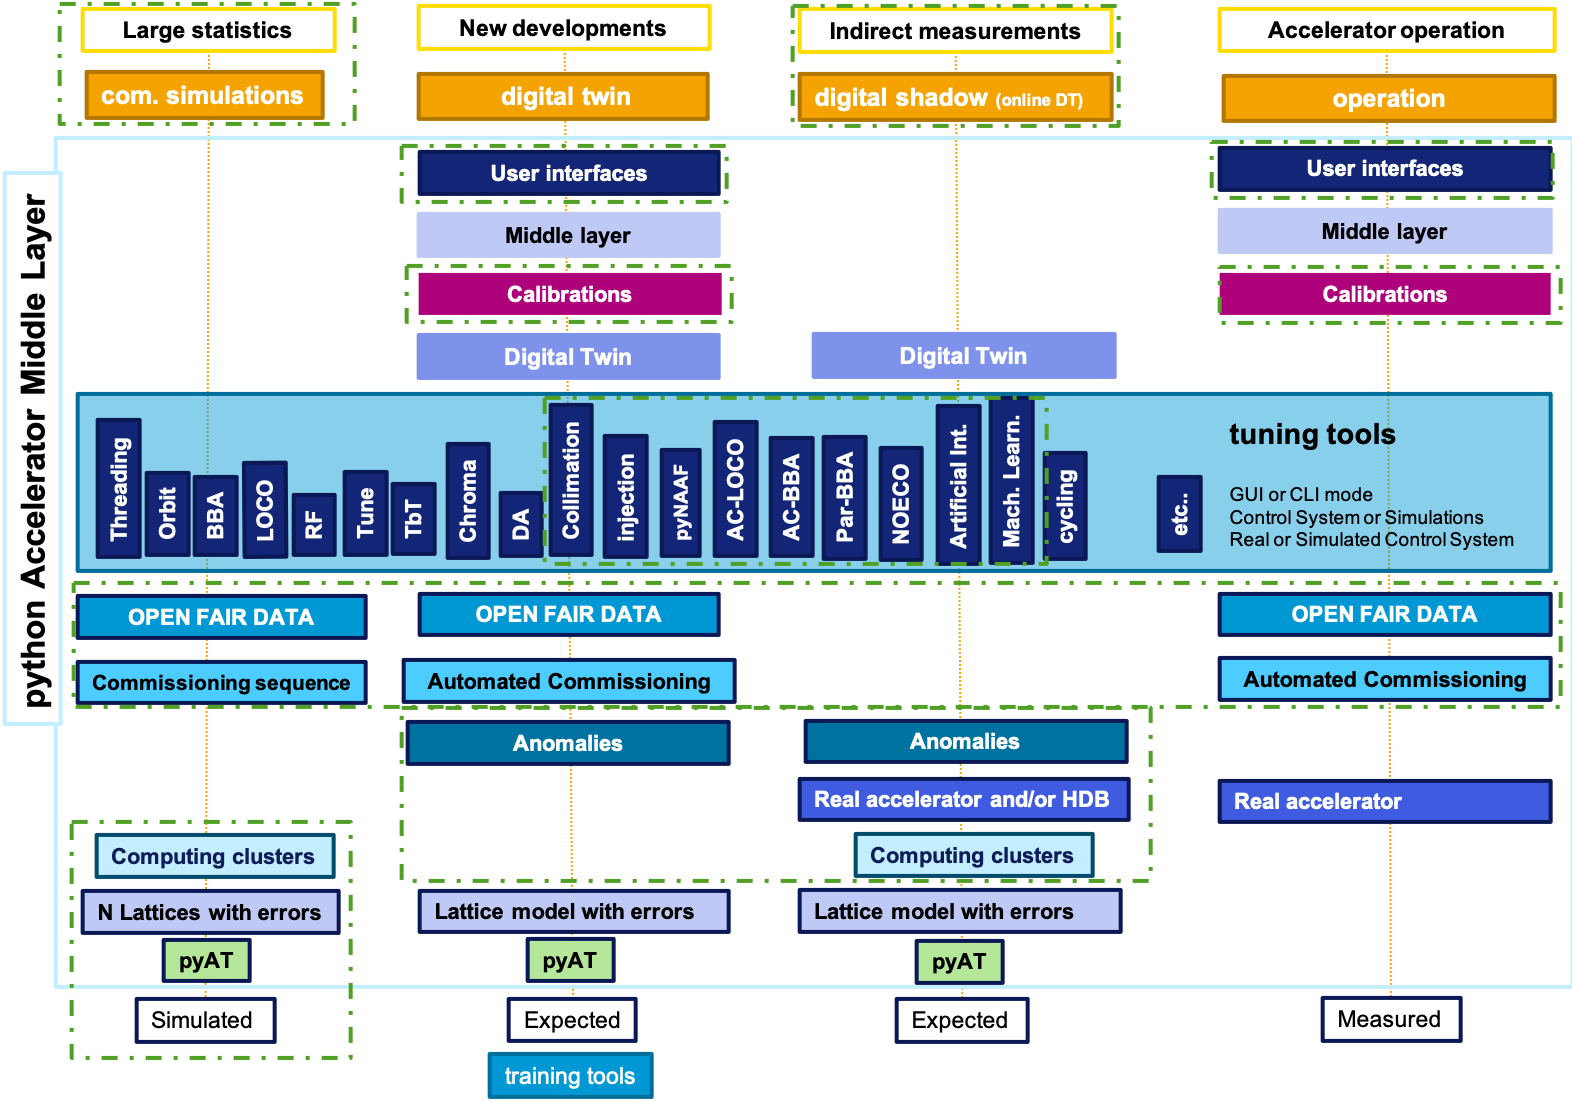 Large statistics
New developments
Indirect measurements
Accelerator operation
com. simulations
digital twin
digital shadow (online DT)
operation
python Accelerator Middle Layer
User interfaces
User interfaces
Middle layer
Middle layer
Calibrations
Calibrations
Digital Twin
Digital Twin
Threading
Orbit
BBA
LOCO
RF
Tune
TbT
Chroma
DA
Collimation
injection
pyNAAF
AC-LOCO
AC-BBA
Par-BBA
NOECO
Artificial Int.
Mach. Learn.
cycling
etc..
tuning tools
GUI or CLI mode
Control System or Simulations
Real or Simulated Control System
OPEN FAIR DATA
OPEN FAIR DATA
OPEN FAIR DATA
Commissioning sequence
Automated Commissioning
Automated Commissioning
Anomalies
Anomalies
Real accelerator and/or HDB
Real accelerator
Computing clusters
Computing clusters
N Lattices with errors
Lattice model with errors
Lattice model with errors
pyAT
pyAT
pyAT
Simulated
Expected
Expected
Measured
training tools